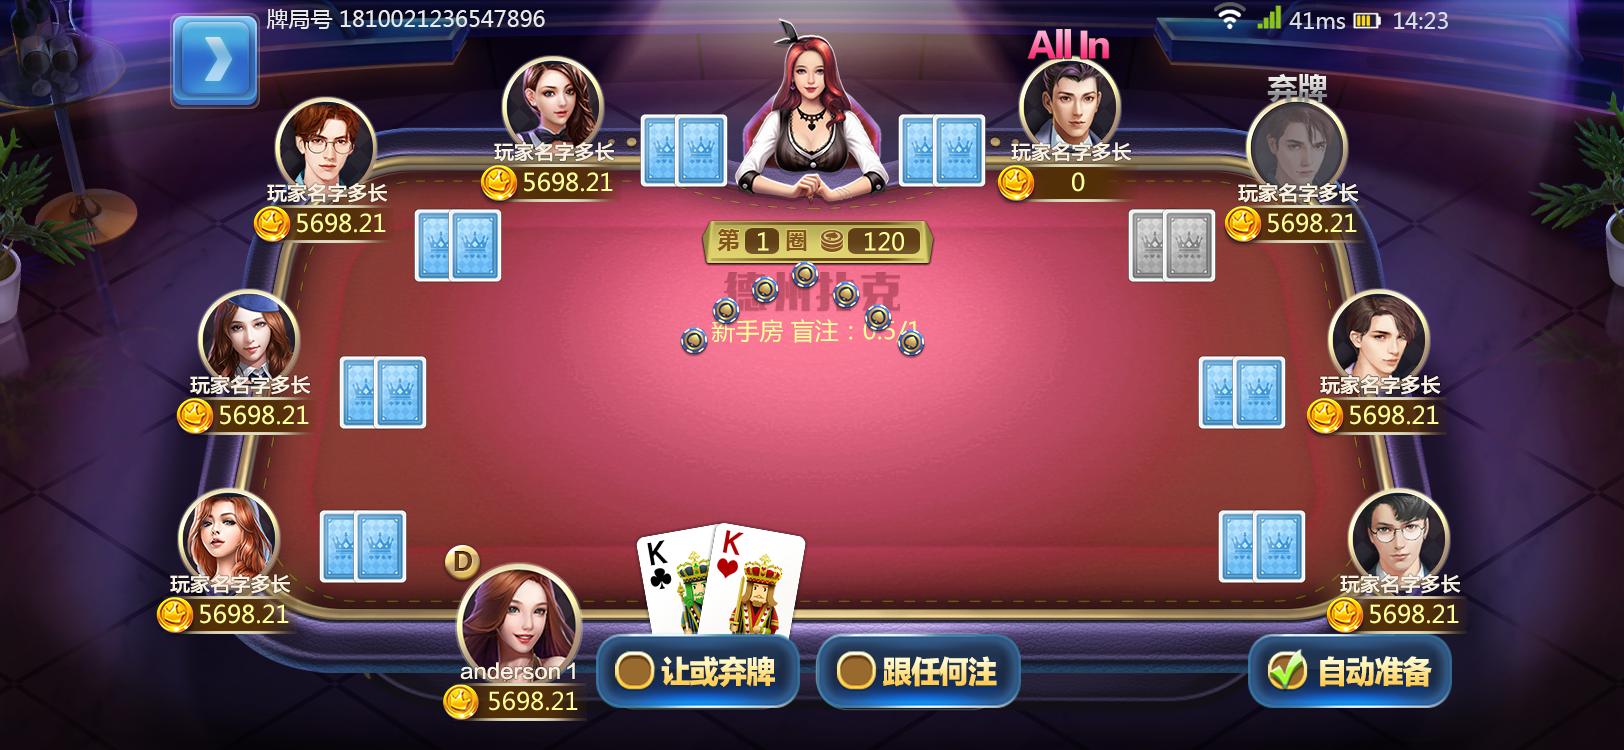 牌局号 1810021236547896
41ms 14:23
All In
弃牌
玩家名字多长
5698.21
玩家名字多长
0
玩家名字多长
5698.21
玩家名字多长
5698.21
第 1 圈 120
德州扑克
新手房 盲注：0.5/1
玩家名字多长
5698.21
玩家名字多长
5698.21
玩家名字多长
5698.21
玩家名字多长
5698.21
D
K
K
anderson 1
5698.21
让或弃牌
跟任何注
自动准备